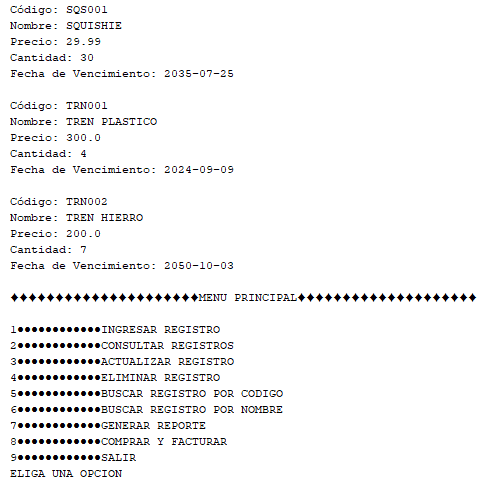 Código: SQS001
Nombre: SQUISHIE
Precio: 29.99
Cantidad: 30
Fecha de Vencimiento: 2035-07-25
Código: TRN001
Nombre: TREN PLASTICO
Precio: 300.0
Cantidad: 4
Fecha de Vencimiento: 2024-09-09
Código: TRN002
Nombre: TREN HIERRO
Precio: 200.0
Cantidad: 7
Fecha de Vencimiento: 2050-10-03
♦♦♦♦♦♦♦♦♦♦♦♦♦♦♦♦♦♦♦♦♦MENU PRINCIPAL♦♦♦♦♦♦♦♦♦♦♦♦♦♦♦♦♦♦♦♦
1●●●●●●●●●●●●INGRESAR REGISTRO
2●●●●●●●●●●●●CONSULTAR REGISTROS
3●●●●●●●●●●●●ACTUALIZAR REGISTRO
4●●●●●●●●●●●●ELIMINAR REGISTRO
5●●●●●●●●●●●●BUSCAR REGISTRO POR CODIGO
6●●●●●●●●●●●●BUSCAR REGISTRO POR NOMBRE
7●●●●●●●●●●●●GENERAR REPORTE
8●●●●●●●●●●●●COMPRAR Y FACTURAR
9●●●●●●●●●●●●SALIR
ELIGA UNA OPCION